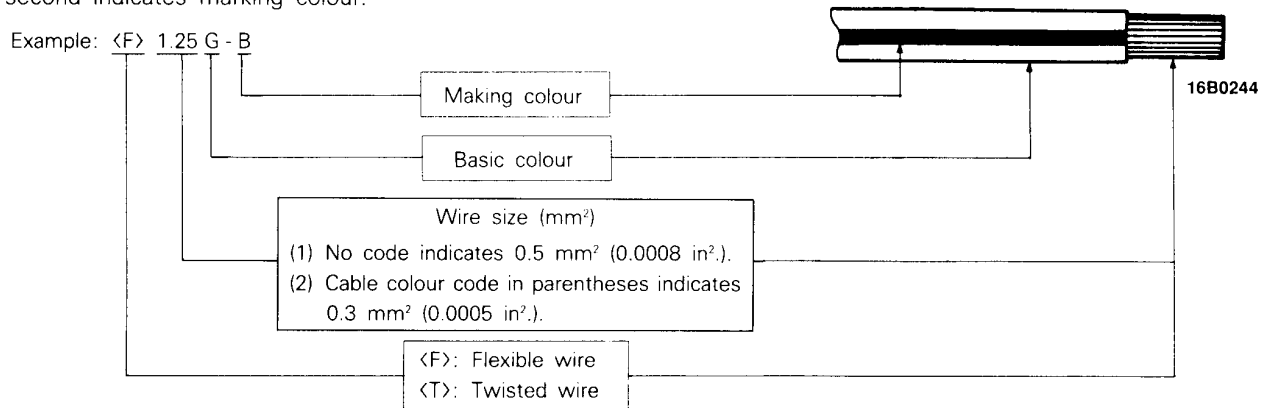 second indicates marking colour.
Example: ⟨F⟩ 1.25 G - B
16B0244
Making colour
Basic colour
Wire size (mm²)
(1) No code indicates 0.5 mm² (0.0008 in².).
(2) Cable colour code in parentheses indicates
0.3 mm² (0.0005 in².).
⟨F⟩: Flexible wire
⟨T⟩: Twisted wire